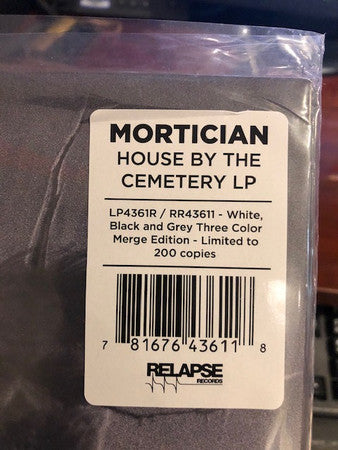 MORTICIAN
HOUSE BY THE
CEMETERY LP
LP4361R / RR43611 - White,
Black and Grey Three Color
Merge Edition - Limited to
200 copies
7 81676 43611 8
RELAPSE
RECORDS